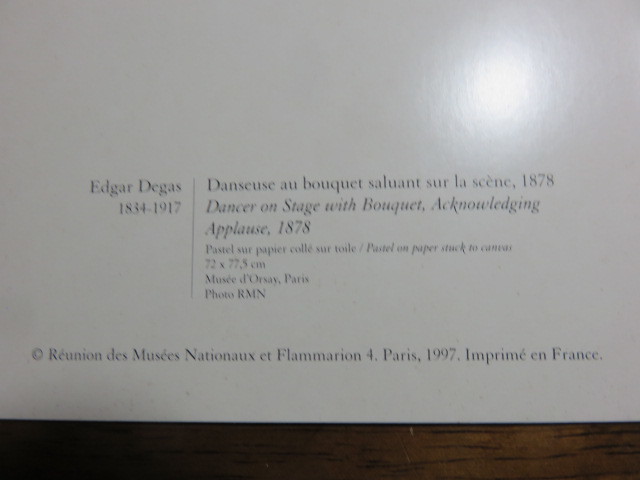 Edgar Degas
1834-1917
Danseuse au bouquet saluant sur la scène, 1878
Dancer on Stage with Bouquet, Acknowledging
Applause, 1878
Pastel sur papier collé sur toile / Pastel on paper stuck to canvas
72 x 77,5 cm
Musée d'Orsay, Paris
Photo RMN
© Réunion des Musées Nationaux et Flammarion 4. Paris, 1997. Imprimé en France.